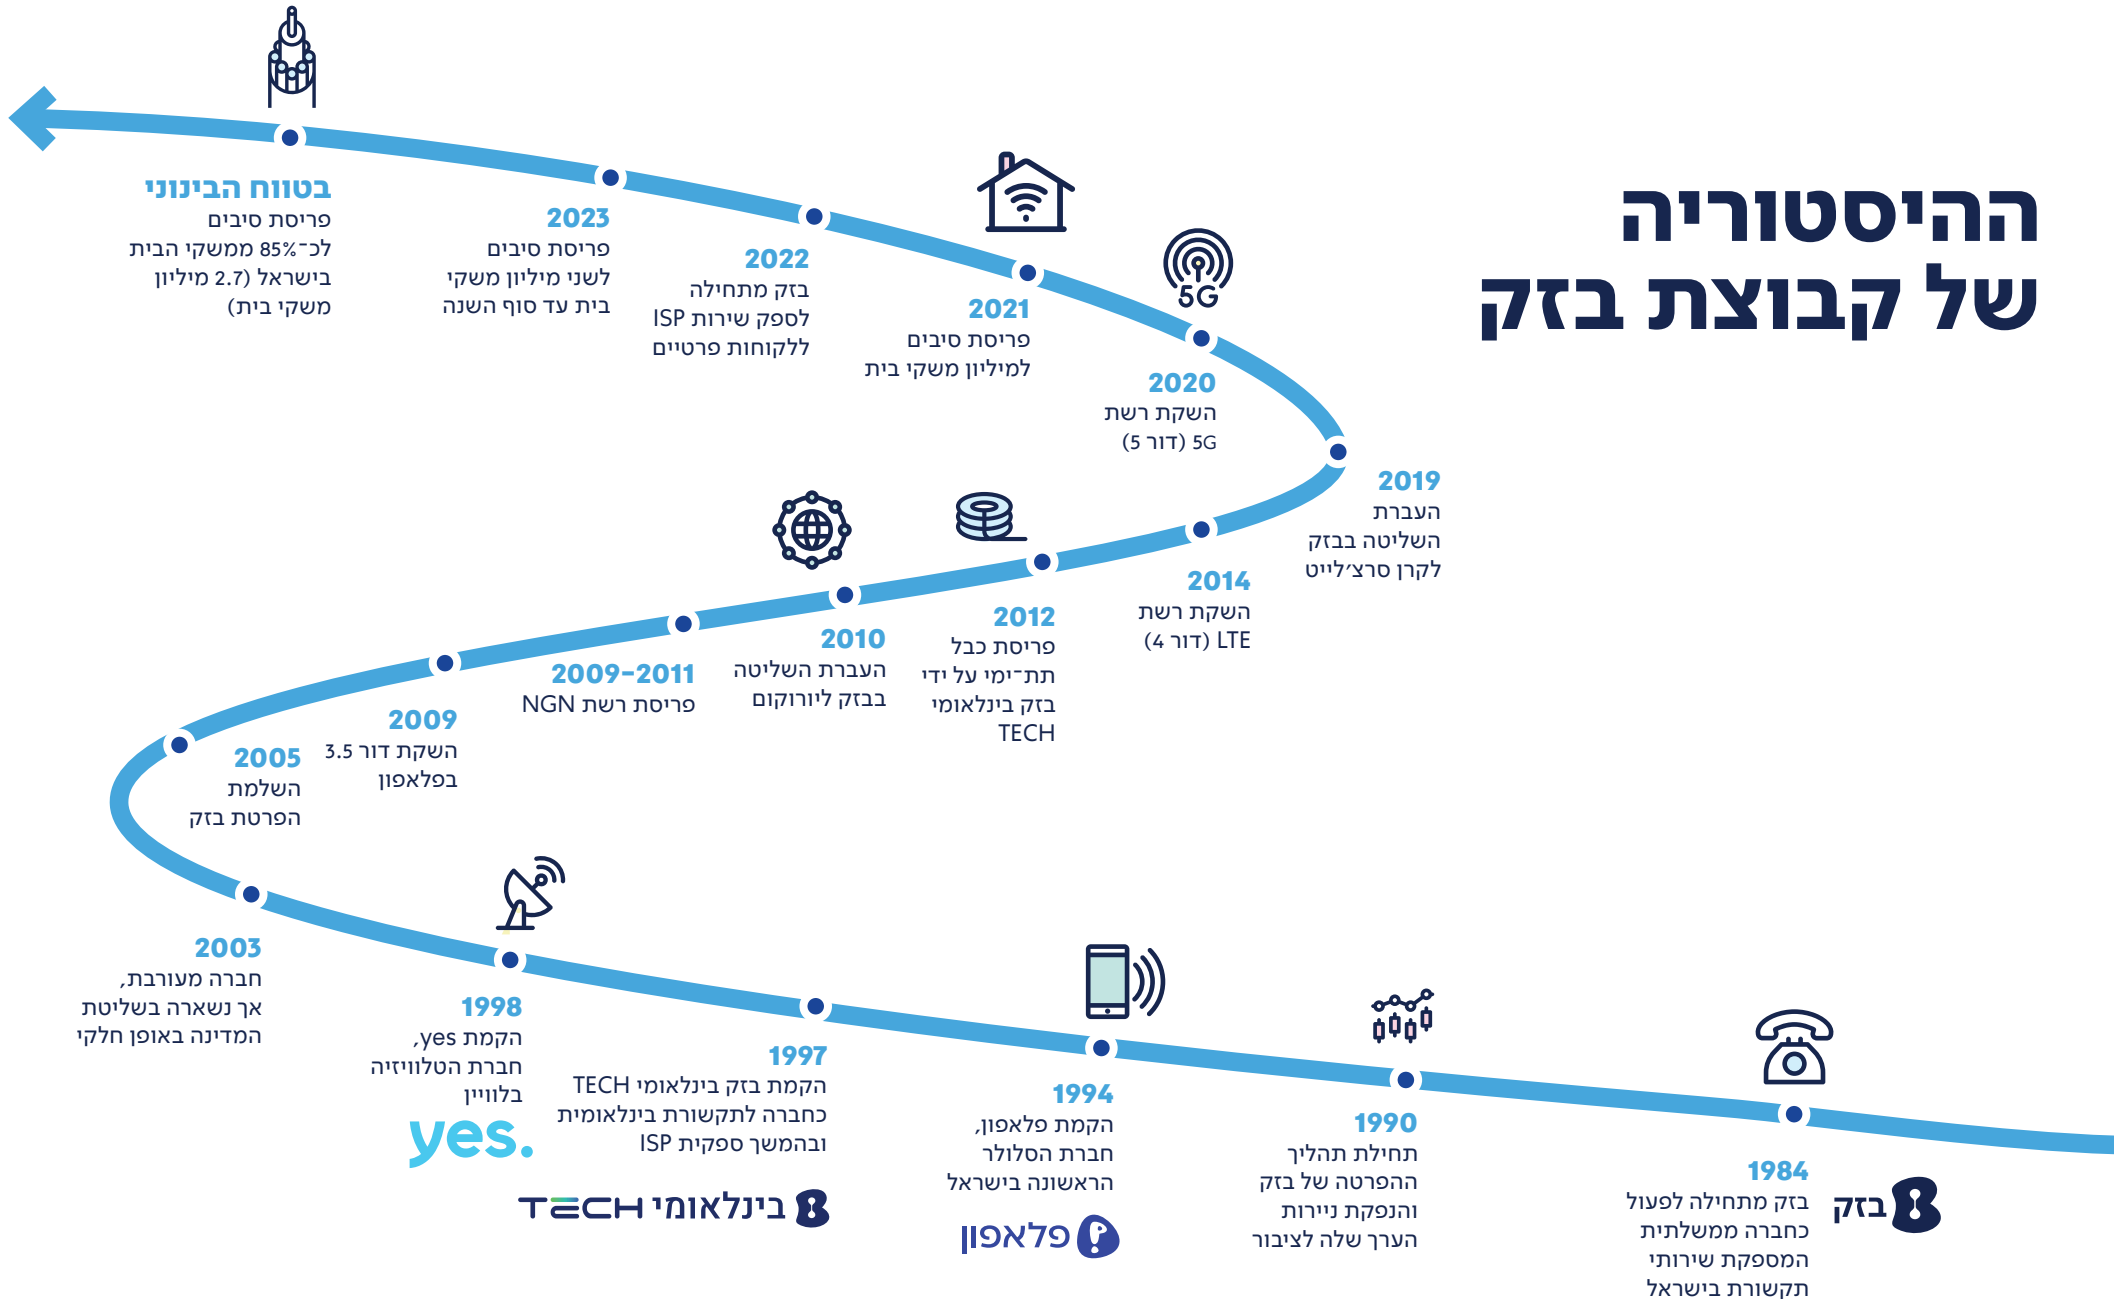 ההיסטוריה
של קבוצת בזק
1984
בזק מתחילה לפעול
כחברה ממשלתית
המספקת שירותי
תקשורת בישראל
בזק
1990
תחילת תהליך
ההפרטה של בזק
והנפקת ניירות
הערך שלה לציבור
1994
הקמת פלאפון,
חברת הסלולר
הראשונה בישראל
פלאפון
1997
הקמת בזק בינלאומי TECH
כחברה לתקשורת בינלאומית
ובהמשך ספקית ISP
בינלאומי TECH
1998
הקמת yes,
חברת הטלוויזיה
בלוויין
yes.
2003
חברה מעורבת,
אך נשארה בשליטת
המדינה באופן חלקי
2005
השלמת
הפרטת בזק
2009
השקת דור 3.5
בפלאפון
2009-2011
פריסת רשת NGN
2010
העברת השליטה
בבזק ליורוקום
2012
פריסת כבל
תת־ימי על ידי
בזק בינלאומי
TECH
2014
השקת רשת
LTE (דור 4)
2019
העברת
השליטה בבזק
לקרן סרצ׳לייט
5G
2020
השקת רשת
5G (דור 5)
2021
פריסת סיבים
למיליון משקי בית
2022
בזק מתחילה
לספק שירות ISP
ללקוחות פרטיים
2023
פריסת סיבים
לשני מיליון משקי
בית עד סוף השנה
בטווח הבינוני
פריסת סיבים
לכ־85% ממשקי הבית
בישראל (2.7 מיליון
משקי בית)